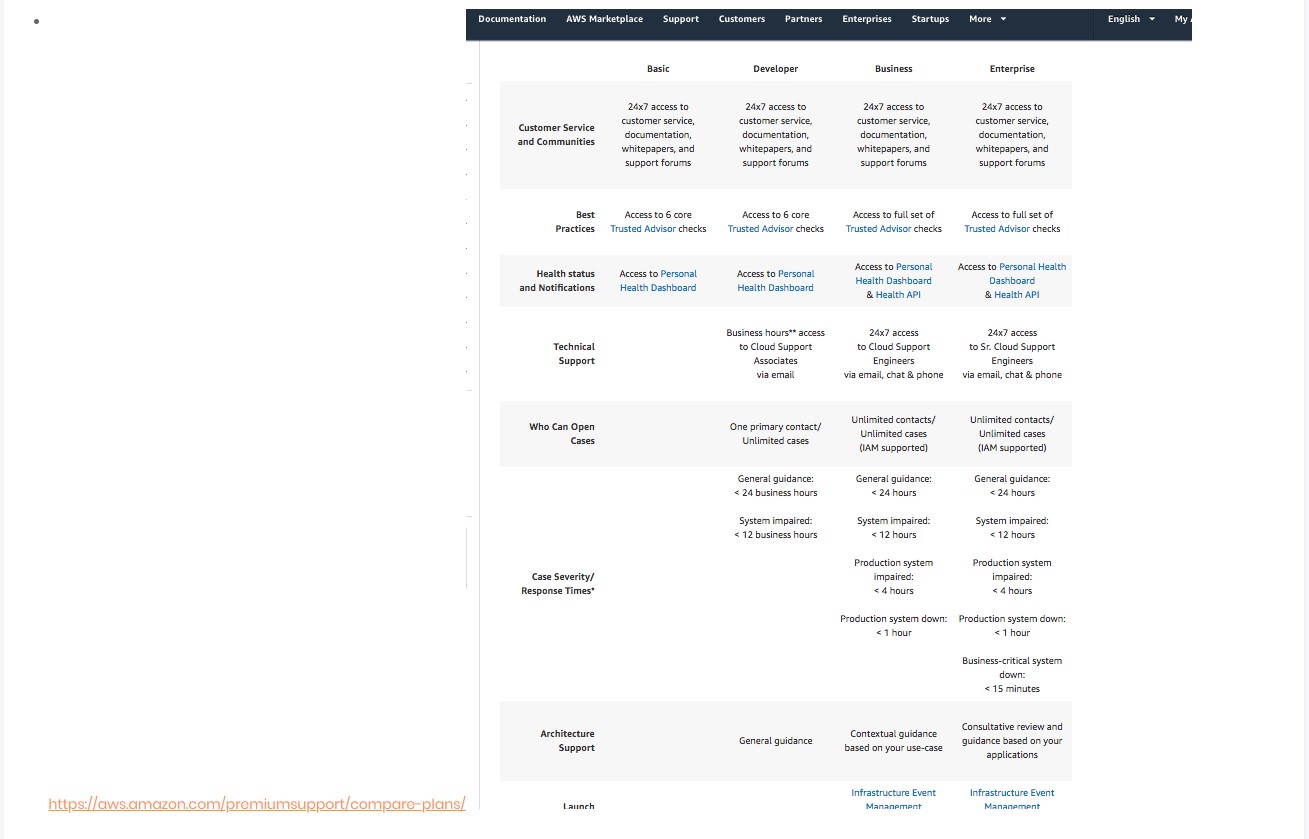 Documentation AWS Marketplace Support Customers Partners Enterprises Startups More English My
Basic Developer Business Enterprise
Customer Service
and Communities
24x7 access to
customer service,
documentation,
whitepapers, and
support forums
24x7 access to
customer service,
documentation,
whitepapers, and
support forums
24x7 access to
customer service,
documentation,
whitepapers, and
support forums
24x7 access to
customer service,
documentation,
whitepapers, and
support forums
Best
Practices
Access to 6 core
Trusted Advisor checks
Access to 6 core
Trusted Advisor checks
Access to full set of
Trusted Advisor checks
Access to full set of
Trusted Advisor checks
Health status
and Notifications
Access to Personal
Health Dashboard
Access to Personal
Health Dashboard
Access to Personal
Health Dashboard
& Health API
Access to Personal Health
Dashboard
& Health API
Technical
Support
Business hours** access
to Cloud Support
Associates
via email
24x7 access
to Cloud Support
Engineers
via email, chat & phone
24x7 access
to Sr. Cloud Support
Engineers
via email, chat & phone
Who Can Open
Cases
One primary contact/
Unlimited cases
Unlimited contacts/
Unlimited cases
(IAM supported)
Unlimited contacts/
Unlimited cases
(IAM supported)
Case Severity/
Response Times*
General guidance:
< 24 business hours
System impaired:
< 12 business hours
General guidance:
< 24 hours
System impaired:
< 12 hours
Production system
impaired:
< 4 hours
Production system down:
< 1 hour
General guidance:
< 24 hours
System impaired:
< 12 hours
Production system
impaired:
< 4 hours
Production system down:
< 1 hour
Business-critical system
down:
< 15 minutes
Architecture
Support
General guidance
Contextual guidance
based on your use-case
Consultative review and
guidance based on your
applications
Launch
Infrastructure Event
Management
Infrastructure Event
Management
https://aws.amazon.com/premiumsupport/compare-plans/